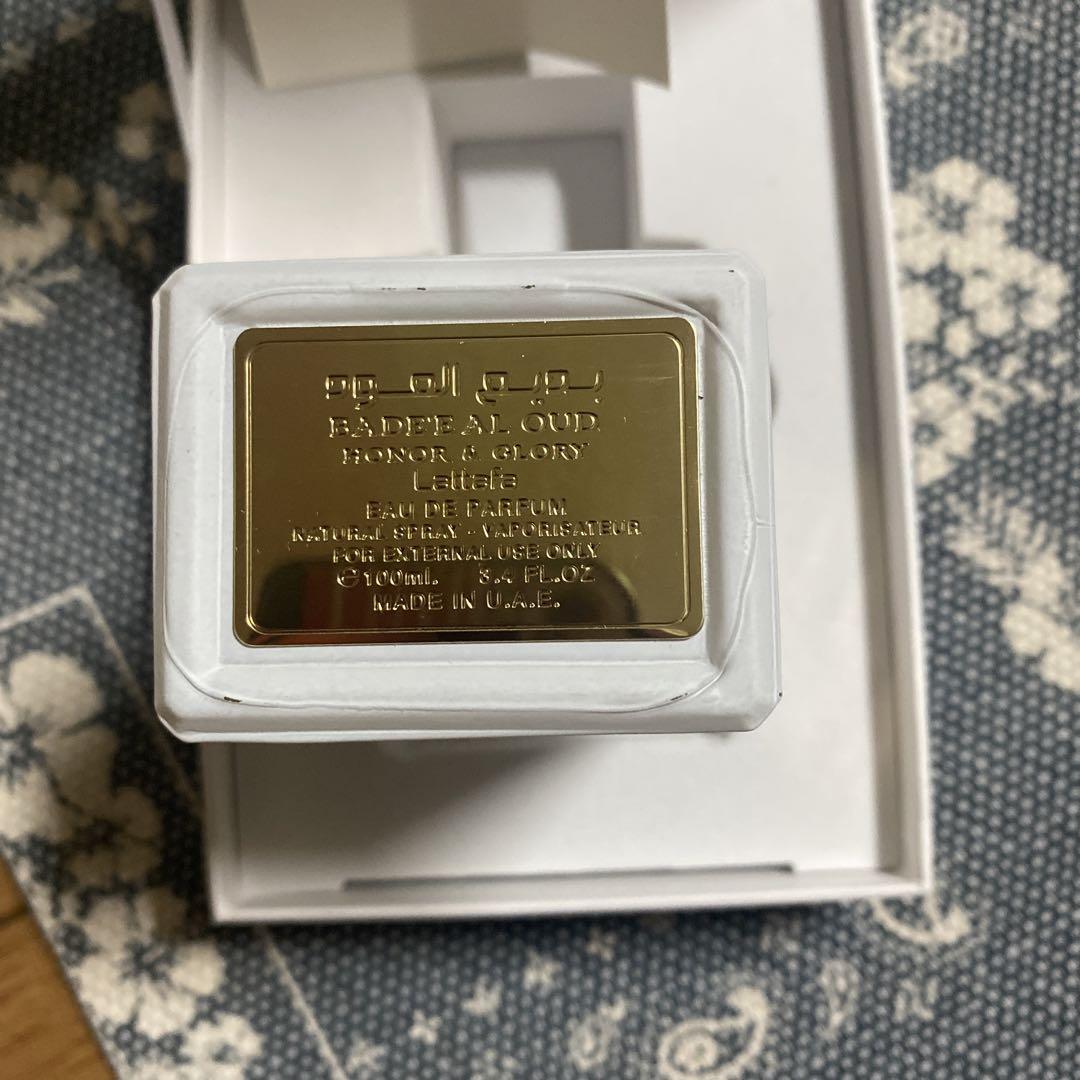 بديع العود
BADE'E AL OUD
HONOR & GLORY
Lattafa
EAU DE PARFUM
NATURAL SPRAY - VAPORISATEUR
FOR EXTERNAL USE ONLY
℮100ml. 3.4 FL.OZ
MADE IN U.A.E.